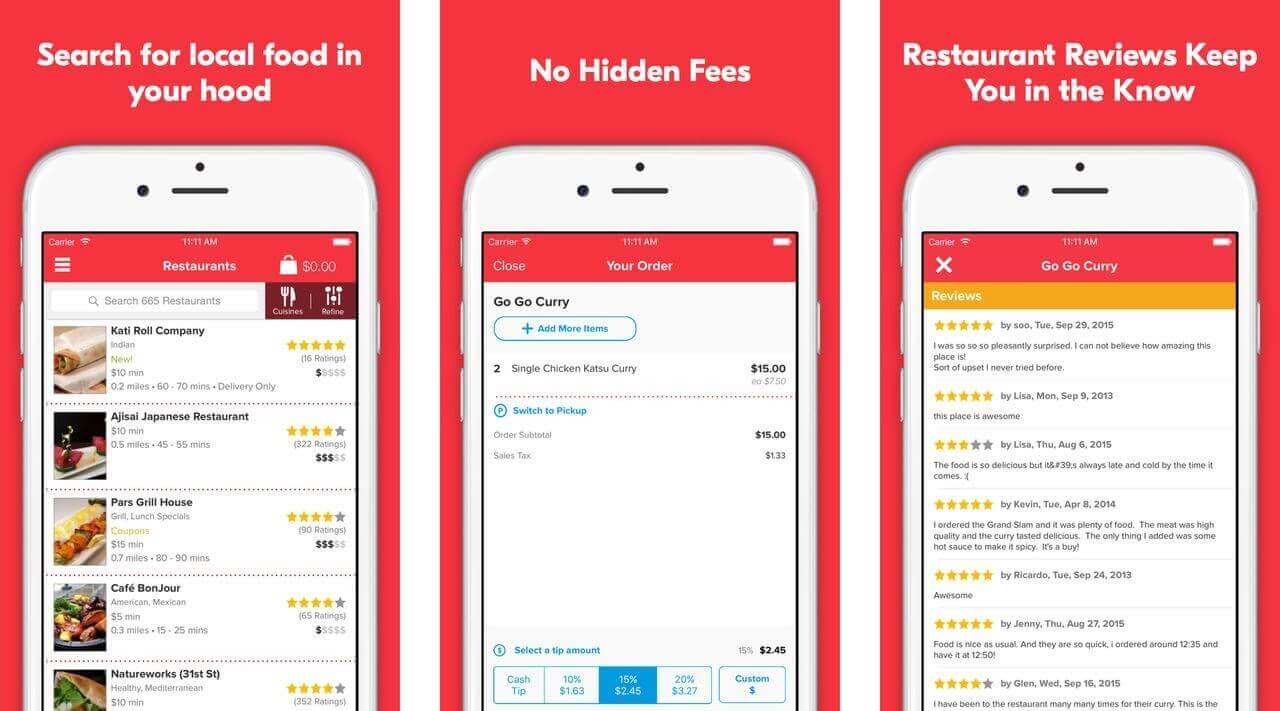 Search for local food in
your hood
Carrier
11:11 AM
Restaurants
$0.00
Search 665 Restaurants
Cuisines
Refine
Kati Roll Company
Indian
New!
(16 Ratings)
$10 min
$$$$$
0.2 miles • 60 - 70 mins • Delivery Only
Ajisai Japanese Restaurant
$10 min
(322 Ratings)
0.5 miles • 45 - 55 mins
$$$$$
Pars Grill House
Grill, Lunch Specials
Coupons
(90 Ratings)
$15 min
$$$$$
0.7 miles • 80 - 90 mins
Café BonJour
American, Mexican
$5 min
(65 Ratings)
0.3 miles • 15 - 25 mins
$$$$$
Natureworks (31st St)
Healthy, Mediterranean
$10 min
(352 Ratings)
No Hidden Fees
Carrier
11:11 AM
Close
Your Order
Go Go Curry
+ Add More Items
2 Single Chicken Katsu Curry $15.00
ea $7.50
P Switch to Pickup
Order Subtotal $15.00
Sales Tax $1.33
$ Select a tip amount 15% $2.45
Cash
Tip
10%
$1.63
15%
$2.45
20%
$3.27
Custom
$
Restaurant Reviews Keep
You in the Know
Carrier
11:11 AM
Go Go Curry
Reviews
by soo, Tue, Sep 29, 2015
I was so so so pleasantly surprised. I can not believe how amazing this
place is!
Sort of upset I never tried before.
by Lisa, Mon, Sep 9, 2013
this place is awesome
by Lisa, Thu, Aug 6, 2015
The food is so delicious but it&#39;s always late and cold by the time it
comes. :(
by Kevin, Tue, Apr 8, 2014
I ordered the Grand Slam and it was plenty of food. The meat was high
quality and the curry tasted delicious. The only thing I added was some
hot sauce to make it spicy. It's a buy!
by Ricardo, Tue, Sep 24, 2013
Awesome
by Jenny, Thu, Aug 27, 2015
Food is nice as usual. And they are so quick, i ordered around 12:35 and
have it at 12:50!
by Glen, Wed, Sep 16, 2015
I have been to the restaurant many many times for their curry. This is the